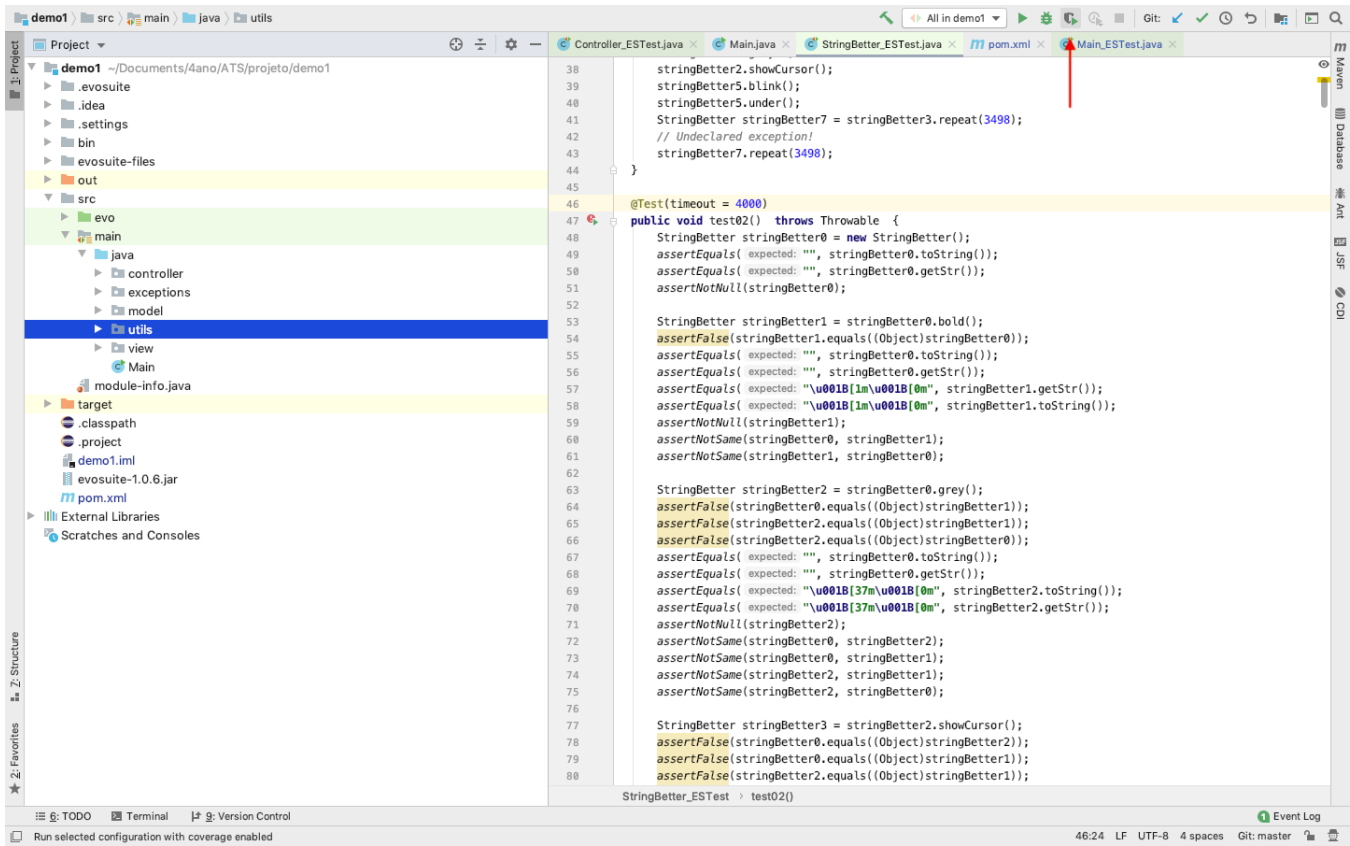 demo1 src main java utils All in demo1 Git:
1: Project
Project
Controller_ESTest.java Main.java StringBetter_ESTest.java pom.xml Main_ESTest.java
demo1 ~/Documents/4ano/ATS/projeto/demo1
.evosuite
.idea
.settings
bin
evosuite-files
out
src
evo
main
java
controller
exceptions
model
utils
view
Main
module-info.java
target
.classpath
.project
demo1.iml
evosuite-1.0.6.jar
pom.xml
External Libraries
Scratches and Consoles
38 stringBetter2.showCursor();
39 stringBetter5.blink();
40 stringBetter5.under();
41 StringBetter stringBetter7 = stringBetter3.repeat(3498);
42 // Undeclared exception!
43 stringBetter7.repeat(3498);
44 }
45
46 @Test(timeout = 4000)
47 public void test02() throws Throwable {
48 StringBetter stringBetter0 = new StringBetter();
49 assertEquals( expected: "", stringBetter0.toString());
50 assertEquals( expected: "", stringBetter0.getStr());
51 assertNotNull(stringBetter0);
52
53 StringBetter stringBetter1 = stringBetter0.bold();
54 assertFalse(stringBetter1.equals((Object)stringBetter0));
55 assertEquals( expected: "", stringBetter0.toString());
56 assertEquals( expected: "", stringBetter0.getStr());
57 assertEquals( expected: "\u001B[1m\u001B[0m", stringBetter1.getStr());
58 assertEquals( expected: "\u001B[1m\u001B[0m", stringBetter1.toString());
59 assertNotNull(stringBetter1);
60 assertNotSame(stringBetter0, stringBetter1);
61 assertNotSame(stringBetter1, stringBetter0);
62
63 StringBetter stringBetter2 = stringBetter0.grey();
64 assertFalse(stringBetter0.equals((Object)stringBetter1));
65 assertFalse(stringBetter2.equals((Object)stringBetter1));
66 assertFalse(stringBetter2.equals((Object)stringBetter0));
67 assertEquals( expected: "", stringBetter0.toString());
68 assertEquals( expected: "", stringBetter0.getStr());
69 assertEquals( expected: "\u001B[37m\u001B[0m", stringBetter2.toString());
70 assertEquals( expected: "\u001B[37m\u001B[0m", stringBetter2.getStr());
71 assertNotNull(stringBetter2);
72 assertNotSame(stringBetter0, stringBetter2);
73 assertNotSame(stringBetter0, stringBetter1);
74 assertNotSame(stringBetter2, stringBetter1);
75 assertNotSame(stringBetter2, stringBetter0);
76
77 StringBetter stringBetter3 = stringBetter2.showCursor();
78 assertFalse(stringBetter0.equals((Object)stringBetter2));
79 assertFalse(stringBetter0.equals((Object)stringBetter1));
80 assertFalse(stringBetter2.equals((Object)stringBetter1));
StringBetter_ESTest › test02()
Maven
Database
Ant
JSF
CDI
Z: Structure
2: Favorites
6: TODO Terminal 9: Version Control 1 Event Log
Run selected configuration with coverage enabled 46:24 LF UTF-8 4 spaces Git: master